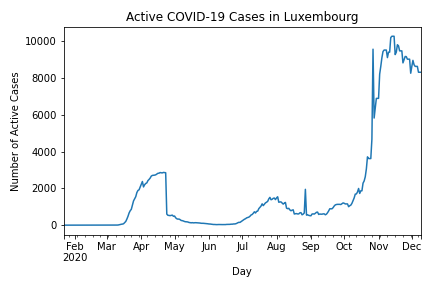 Active COVID-19 Cases in Luxembourg
Number of Active Cases
10000
8000
6000
4000
2000
0
Feb Mar Apr May Jun Jul Aug Sep Oct Nov Dec
2020
Day